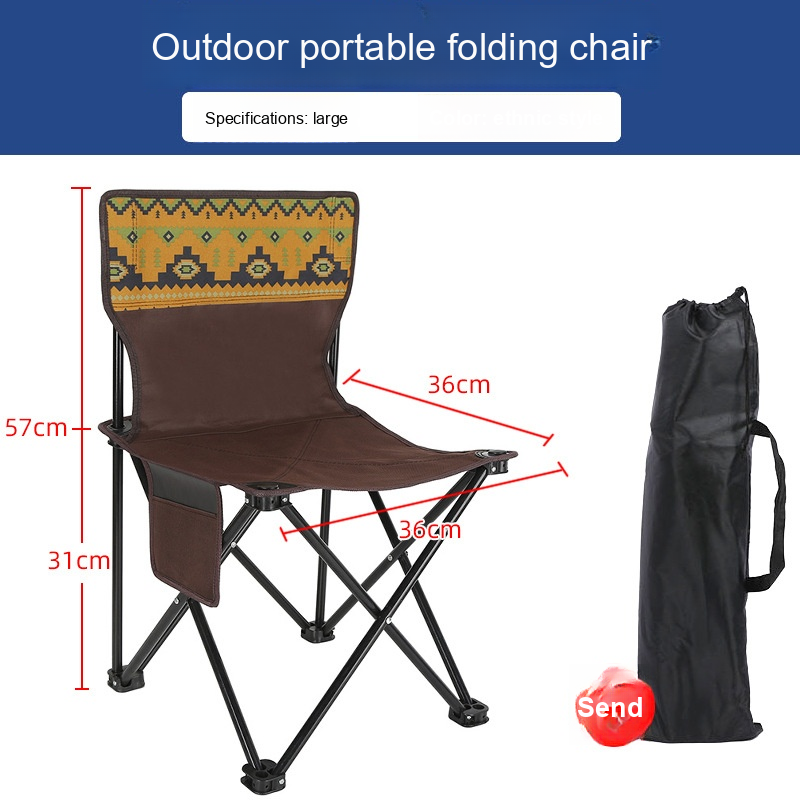 Outdoor portable folding chair
Specifications: large
36cm
57cm
36cm
31cm
Send